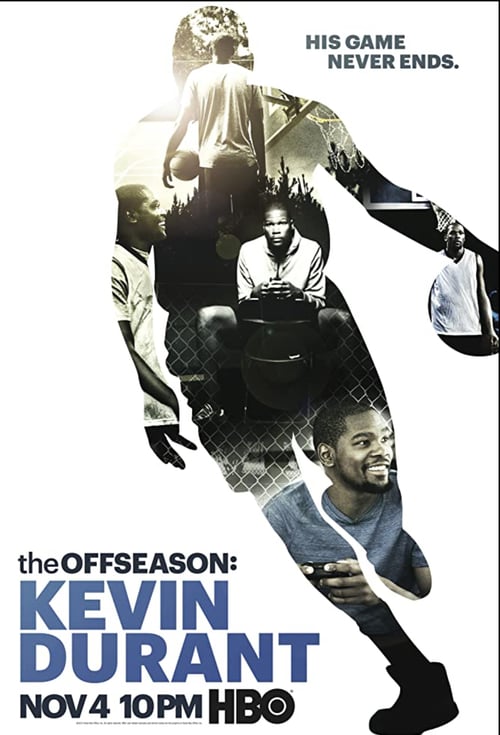 HIS GAME
NEVER ENDS.
the OFFSEASON:
KEVIN
DURANT
NOV 4 10PM HBO